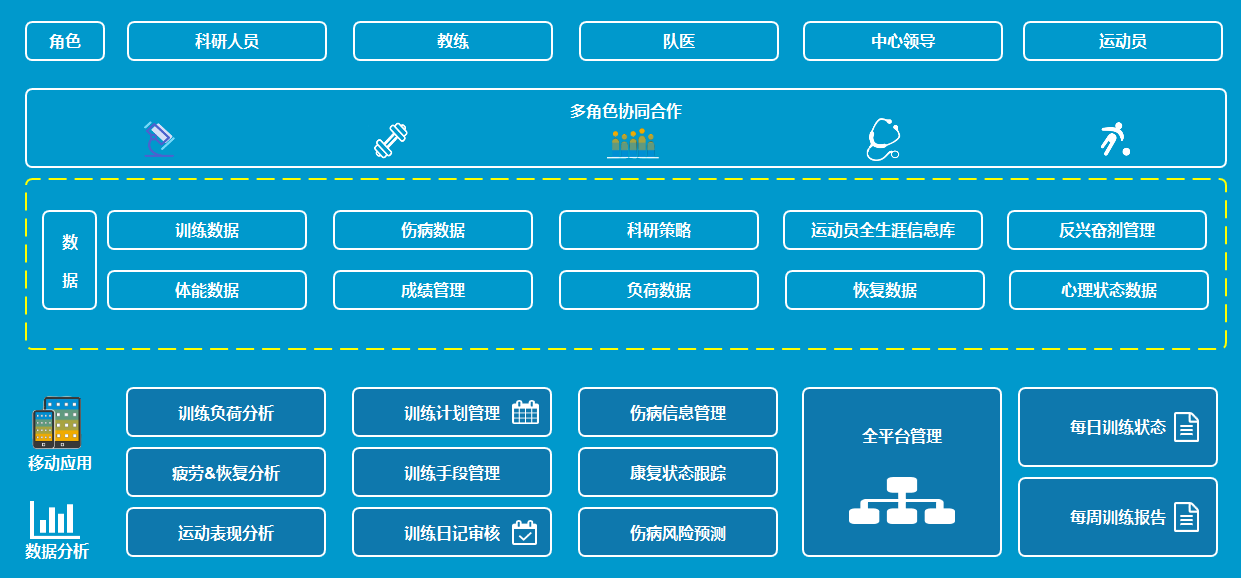 角色
科研人员
教练
队医
中心领导
运动员
多角色协同合作
数
据
训练数据
伤病数据
科研策略
运动员全生涯信息库
反兴奋剂管理
体能数据
成绩管理
负荷数据
恢复数据
心理状态数据
移动应用
数据分析
训练负荷分析
疲劳&恢复分析
运动表现分析
训练计划管理
训练手段管理
训练日记审核
伤病信息管理
康复状态跟踪
伤病风险预测
全平台管理
每日训练状态
每周训练报告